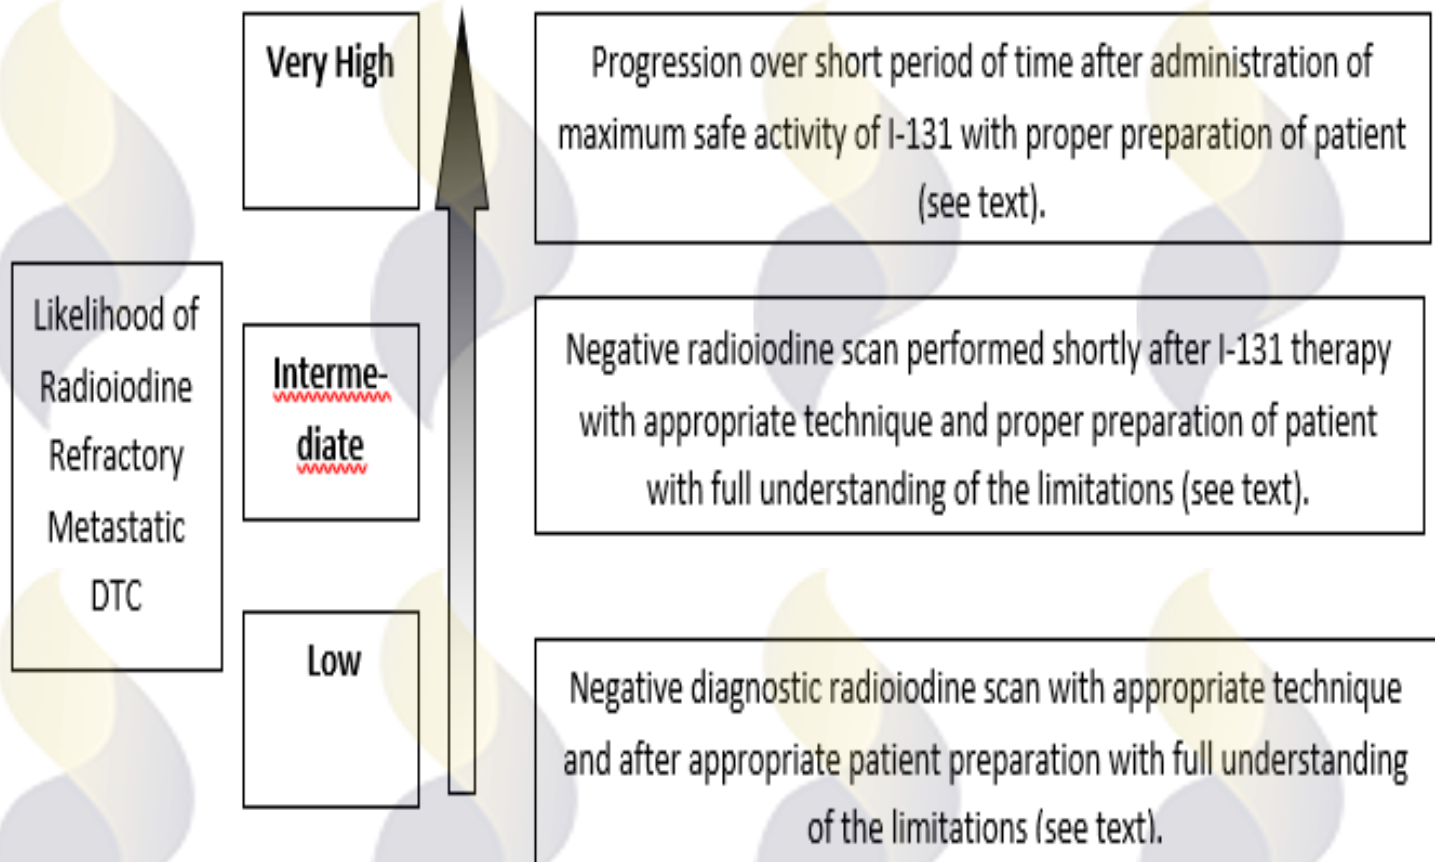 Very High
Progression over short period of time after administration of
maximum safe activity of I-131 with proper preparation of patient
(see text).
Likelihood of
Radioiodine
Refractory
Metastatic
DTC
Interme-
diate
Negative radioiodine scan performed shortly after I-131 therapy
with appropriate technique and proper preparation of patient
with full understanding of the limitations (see text).
Low
Negative diagnostic radioiodine scan with appropriate technique
and after appropriate patient preparation with full understanding
of the limitations (see text).